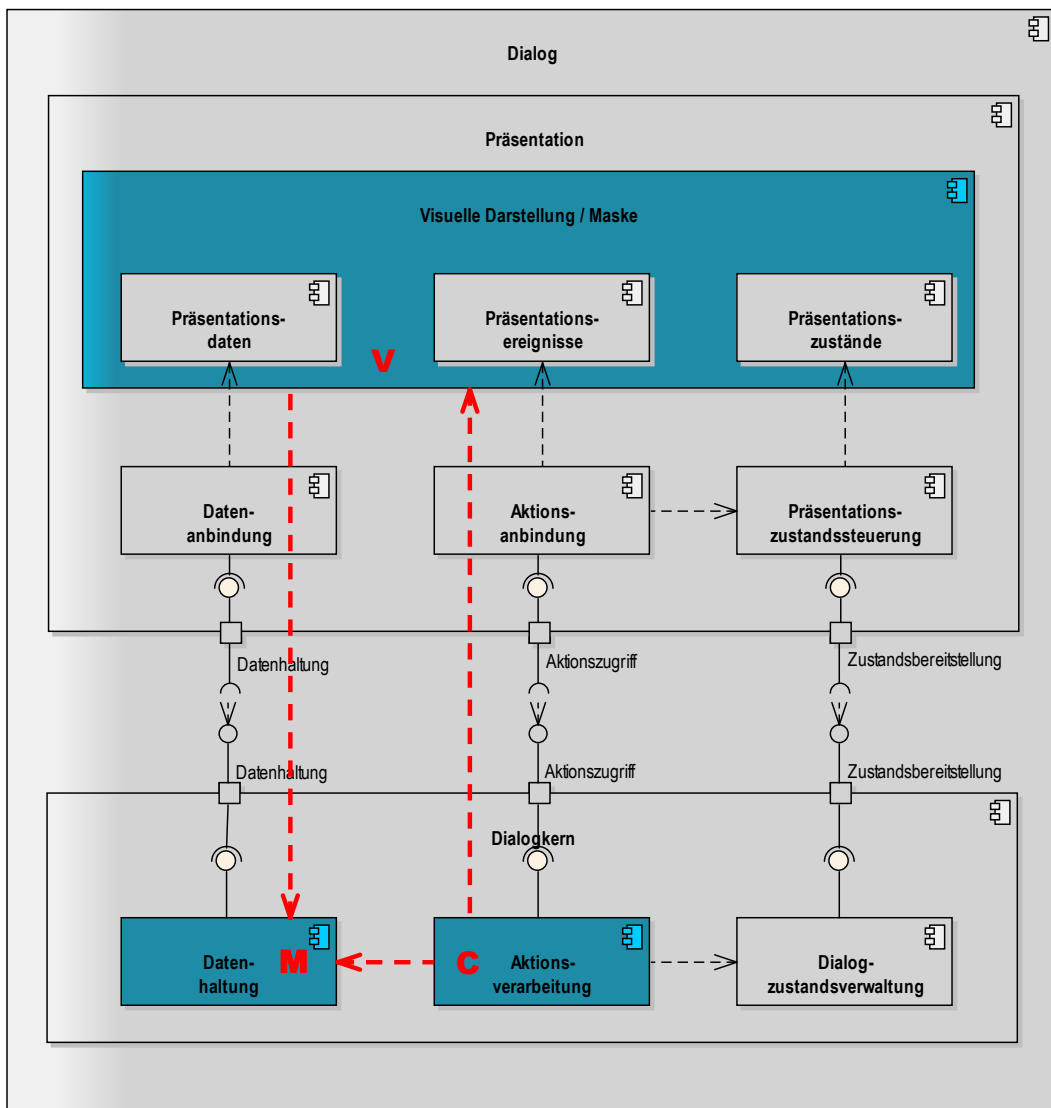 Dialog
Präsentation
Visuelle Darstellung / Maske
Präsentations-
daten
Präsentations-
ereignisse
Präsentations-
zustände
V
Daten-
anbindung
Aktions-
anbindung
Präsentations-
zustandssteuerung
Datenhaltung
Aktionszugriff
Zustandsbereitstellung
Datenhaltung
Aktionszugriff
Zustandsbereitstellung
Dialogkern
Daten-
haltung
M
C
Aktions-
verarbeitung
Dialog-
zustandsverwaltung